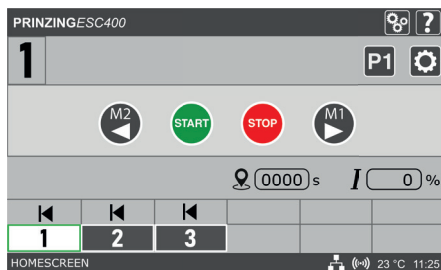 PRINZINGESC400 ?
1 P1
M2 START STOP M1
0000 s I 0 %
1 2 3
HOMESCREEN 23 °C 11:25